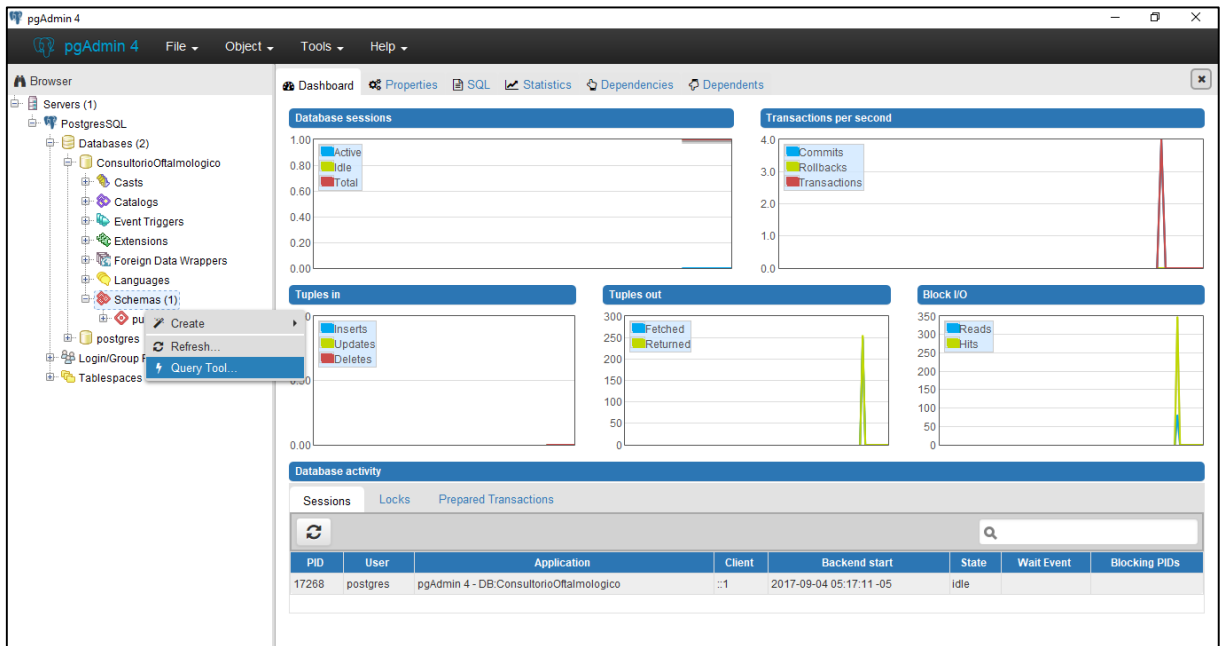 pgAdmin 4
pgAdmin 4 File Object Tools Help
Browser
Servers (1)
PostgresSQL
Databases (2)
ConsultorioOftalmologico
Casts
Catalogs
Event Triggers
Extensions
Foreign Data Wrappers
Languages
Schemas (1)
pu
postgres
Login/Group
Tablespaces
Create
Refresh...
Query Tool...
Dashboard Properties SQL Statistics Dependencies Dependents
Database sessions
1.00
0.80
0.60
0.40
0.20
0.00
Active
Idle
Total
Transactions per second
4.0
3.0
2.0
1.0
0.0
Commits
Rollbacks
Transactions
Tuples in
0.00
Inserts
Updates
Deletes
Tuples out
300
250
200
150
100
50
0
Fetched
Returned
Block I/O
350
300
250
200
150
100
50
0
Reads
Hits
Database activity
Sessions Locks Prepared Transactions
PID User Application Client Backend start State Wait Event Blocking PIDs
17268 postgres pgAdmin 4 - DB:ConsultorioOftalmologico ::1 2017-09-04 05:17:11 -05 idle